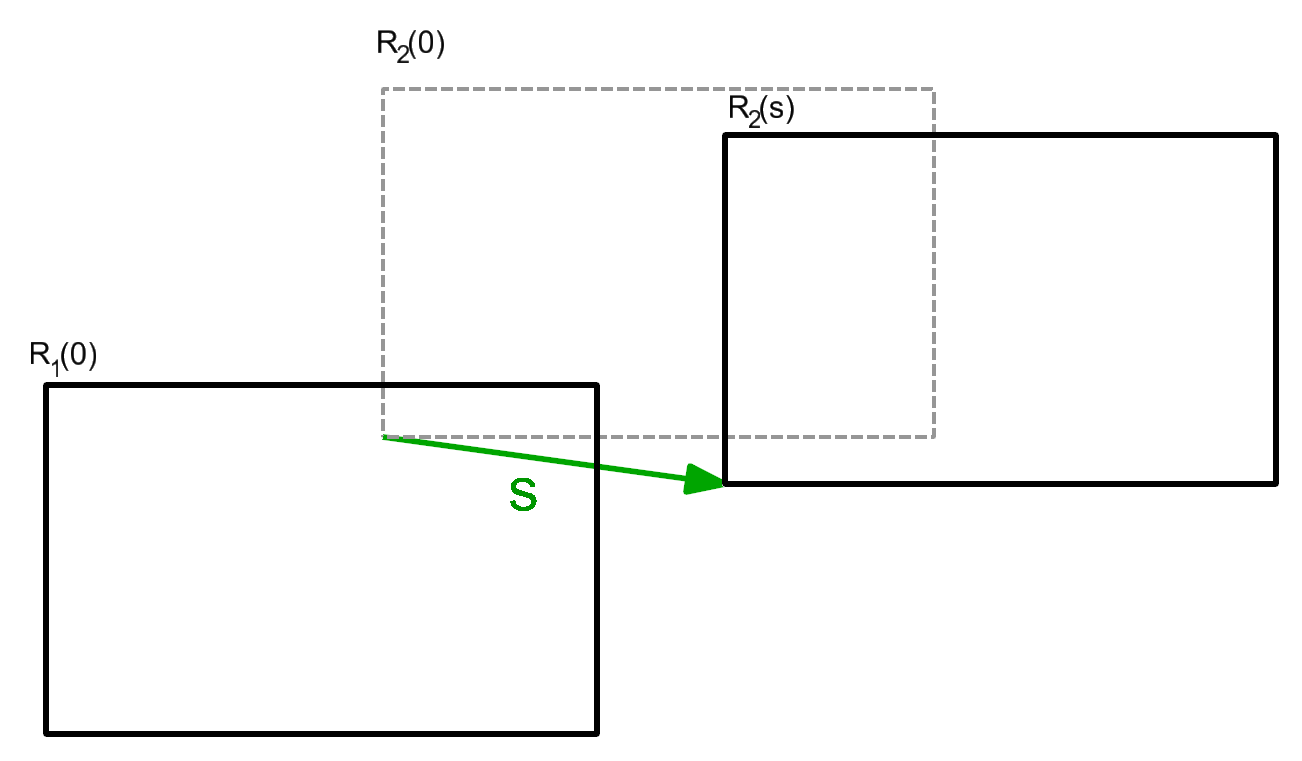 R₂(0)
R₂(s)
R₁(0)
S